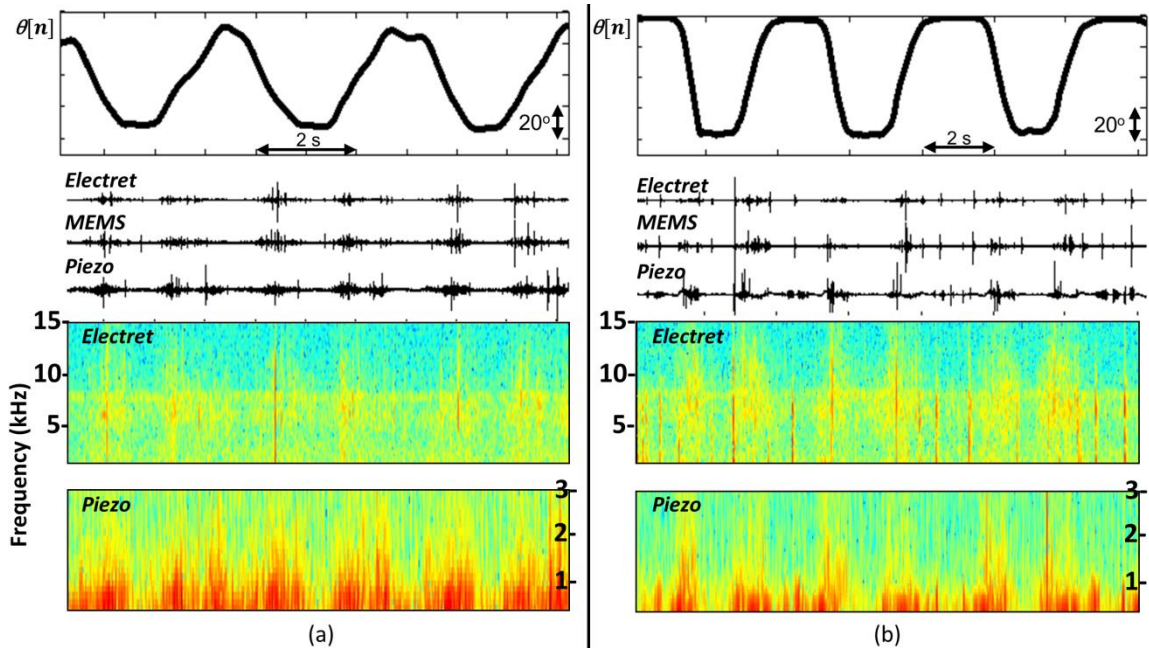 θ[n]
20°
2 s
Electret
MEMS
Piezo
15
Electret
10
5
Frequency (kHz)
Piezo
3
2
1
(a)
θ[n]
20°
2 s
Electret
MEMS
Piezo
15
Electret
10
5
Piezo
3
2
1
(b)